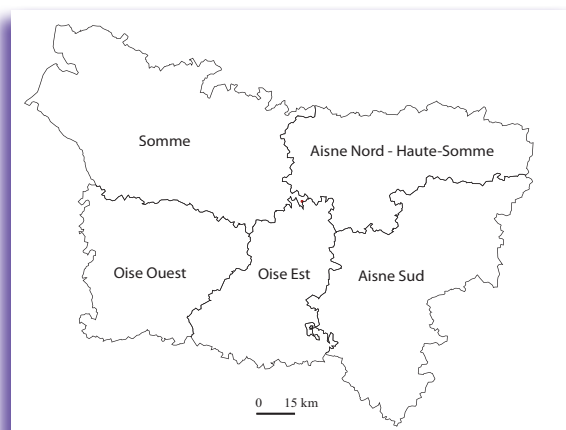 Somme
Aisne Nord - Haute-Somme
Oise Ouest
Oise Est
Aisne Sud
0 15 km